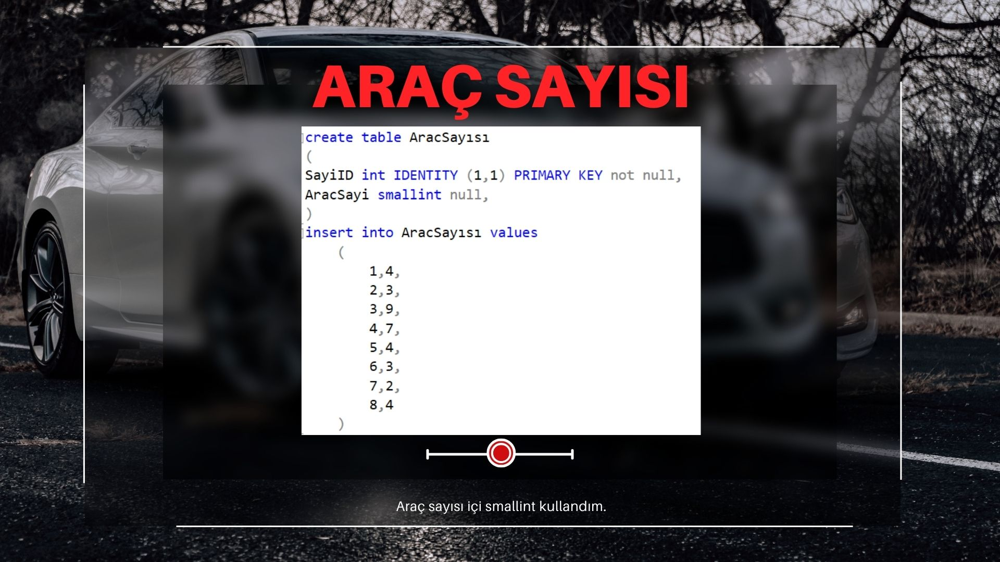 ARAÇ SAYISI
create table AracSayısı
(
SayiID int IDENTITY (1,1) PRIMARY KEY not null,
AracSayi smallint null,
)
insert into AracSayısı values
(
1,4,
2,3,
3,9,
4,7,
5,4,
6,3,
7,2,
8,4
)
Araç sayısı içi smallint kullandım.